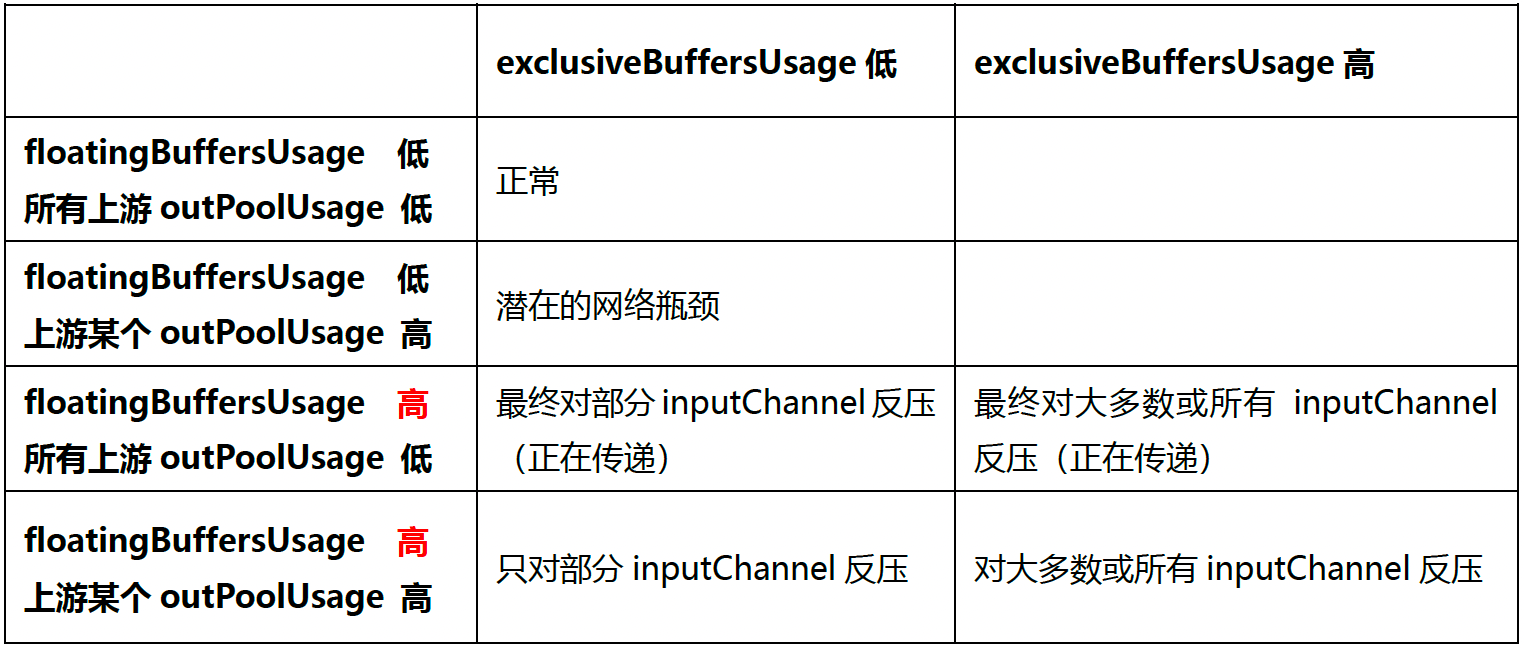 exclusiveBuffersUsage 低
exclusiveBuffersUsage 高
floatingBuffersUsage 低
所有上游 outPoolUsage 低
正常
floatingBuffersUsage 低
上游某个 outPoolUsage 高
潜在的网络瓶颈
floatingBuffersUsage 高
所有上游 outPoolUsage 低
最终对部分 inputChannel 反压
（正在传递）
最终对大多数或所有 inputChannel
反压（正在传递）
floatingBuffersUsage 高
上游某个 outPoolUsage 高
只对部分 inputChannel 反压
对大多数或所有 inputChannel 反压